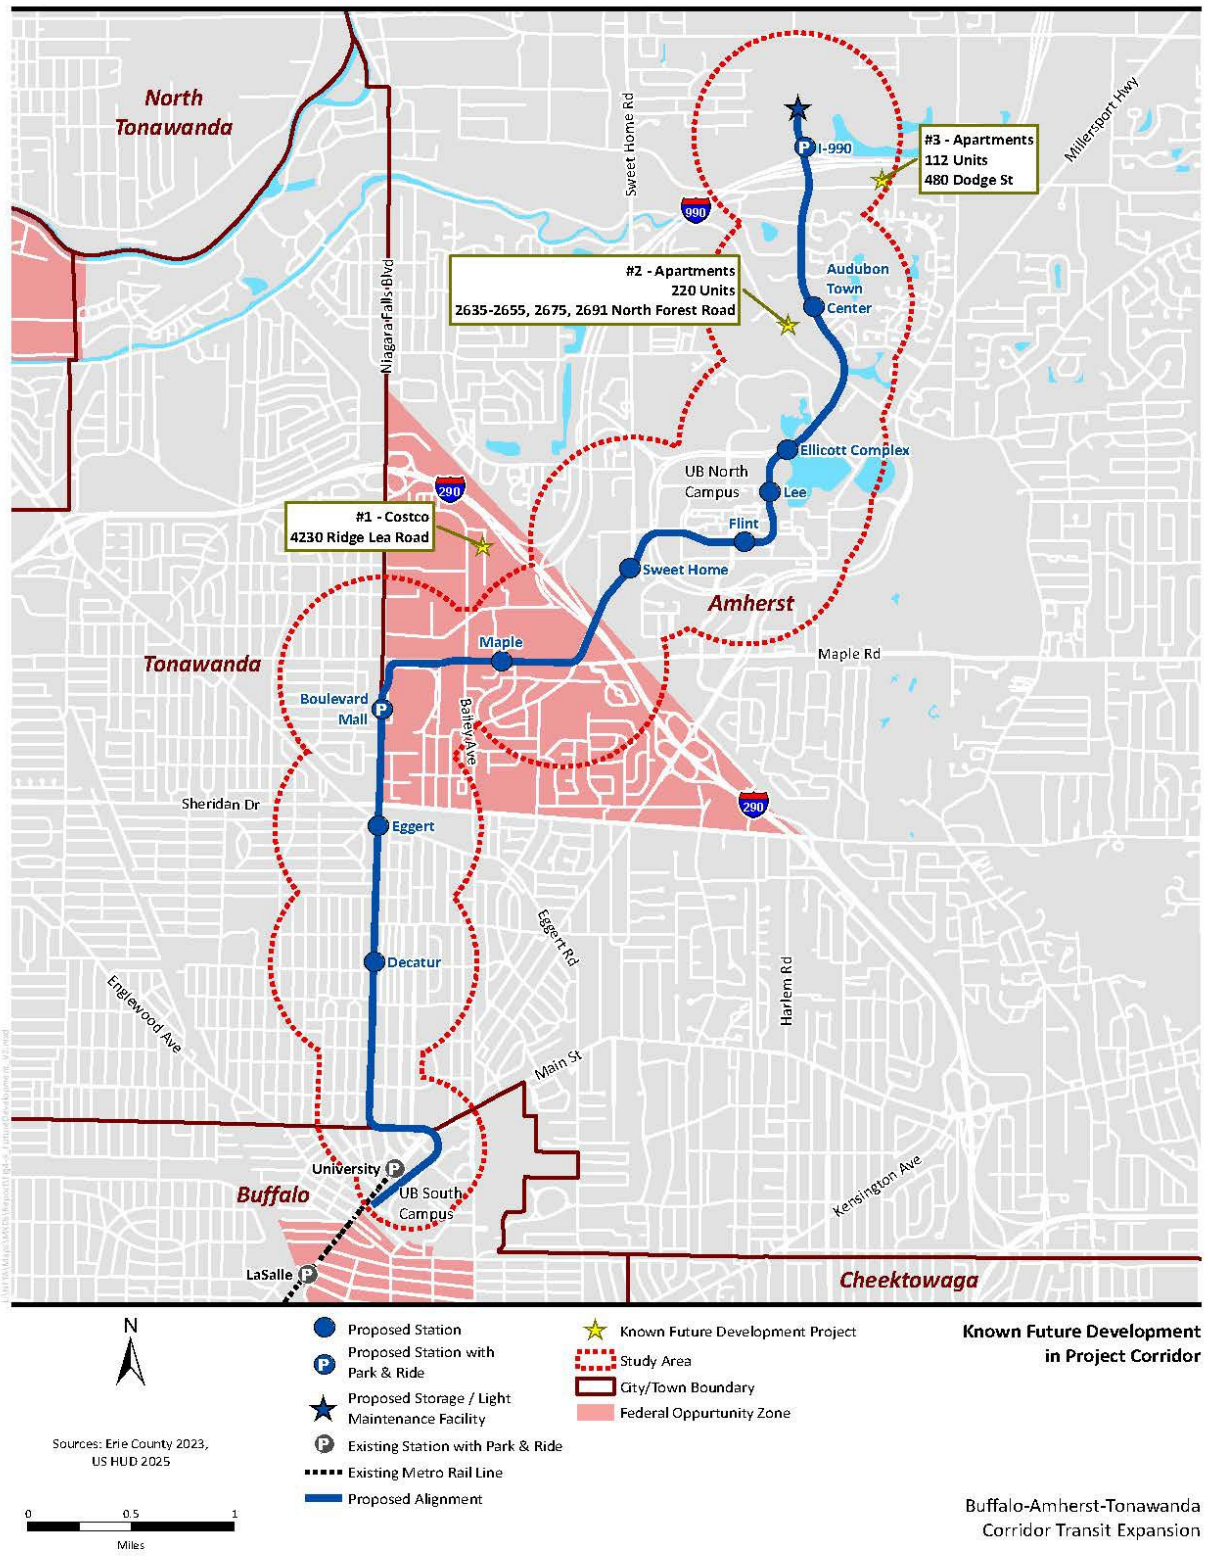 North
Tonawanda
Sweet Home Rd
Millersport Hwy
I-990
#3 - Apartments
112 Units
480 Dodge St
990
Niagara Falls Blvd
#2 - Apartments
220 Units
2635-2655, 2675, 2691 North Forest Road
Audubon
Town
Center
Ellicott Complex
UB North
Campus
Lee
290
#1 - Costco
4230 Ridge Lea Road
Flint
Sweet Home
Amherst
Maple
Maple Rd
Tonawanda
Boulevard
Mall
Bailey Ave
Sheridan Dr
290
Eggert
Eggert Rd
Decatur
Harlem Rd
Englewood Ave
Main St
University
Buffalo
UB South
Campus
Kensington Ave
LaSalle
Cheektowaga
N
Sources: Erie County 2023,
US HUD 2025
0 0.5 1
Miles
Proposed Station
Proposed Station with
Park & Ride
Proposed Storage / Light
Maintenance Facility
Existing Station with Park & Ride
Existing Metro Rail Line
Proposed Alignment
Known Future Development Project
Study Area
City/Town Boundary
Federal Oppurtunity Zone
Known Future Development
in Project Corridor
Buffalo-Amherst-Tonawanda
Corridor Transit Expansion